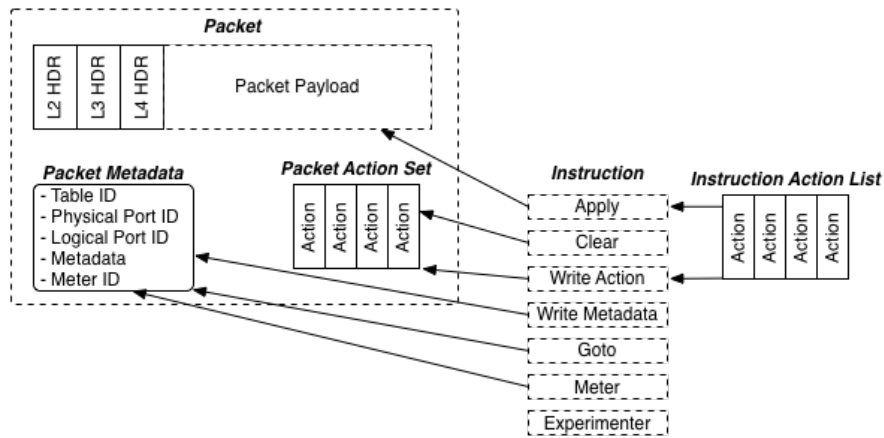 Packet
L2 HDR
L3 HDR
L4 HDR
Packet Payload
Packet Metadata
- Table ID
- Physical Port ID
- Logical Port ID
- Metadata
- Meter ID
Packet Action Set
Action
Action
Action
Action
Instruction
Apply
Clear
Write Action
Write Metadata
Goto
Meter
Experimenter
Instruction Action List
Action
Action
Action
Action